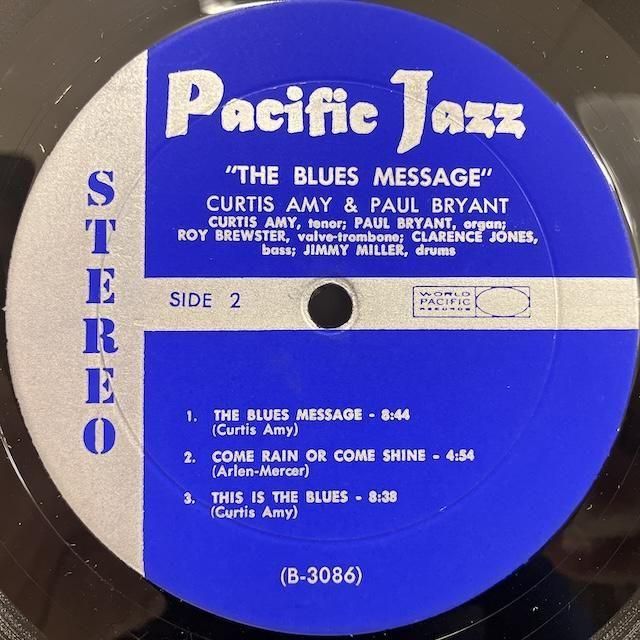 Pacific Jazz
"THE BLUES MESSAGE"
CURTIS AMY & PAUL BRYANT
CURTIS AMY, tenor; PAUL BRYANT, organ;
ROY BREWSTER, valve-trombone; CLARENCE JONES,
bass; JIMMY MILLER, drums
STEREO
SIDE 2
WORLD
PACIFIC
RECORDS
1. THE BLUES MESSAGE - 8:44
(Curtis Amy)
2. COME RAIN OR COME SHINE - 4:54
(Arlen-Mercer)
3. THIS IS THE BLUES - 8:38
(Curtis Amy)
(B-3086)